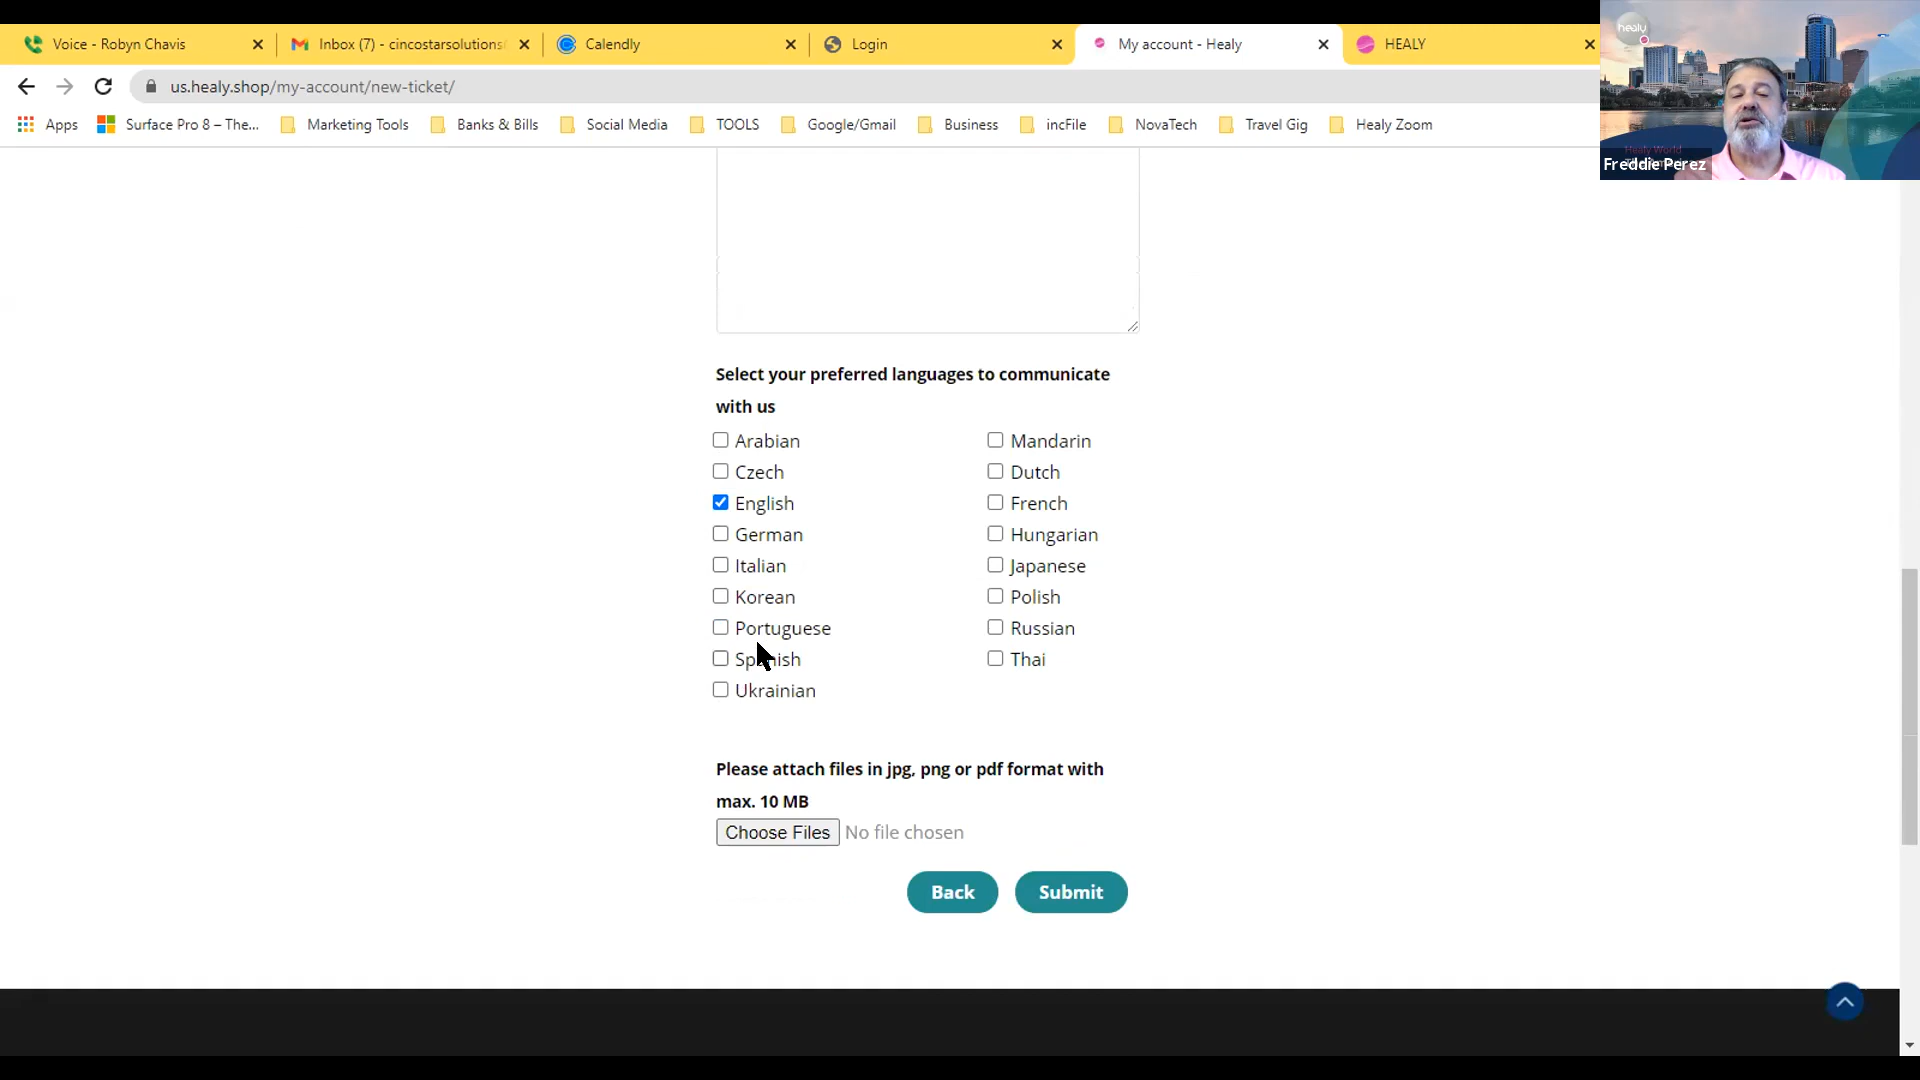 Voice - Robyn Chavis
Inbox (7) - cincostarsolutions
Calendly
Login
My account - Healy
HEALY
us.healy.shop/my-account/new-ticket/
Apps
Surface Pro 8 – The...
Marketing Tools
Banks & Bills
Social Media
TOOLS
Google/Gmail
Business
incFile
NovaTech
Travel Gig
Healy Zoom
healy
Healy World
Freddie Perez
Select your preferred languages to communicate
with us
Arabian
Mandarin
Czech
Dutch
English
French
German
Hungarian
Italian
Japanese
Korean
Polish
Portuguese
Russian
Spanish
Thai
Ukrainian
Please attach files in jpg, png or pdf format with
max. 10 MB
Choose Files No file chosen
Back
Submit